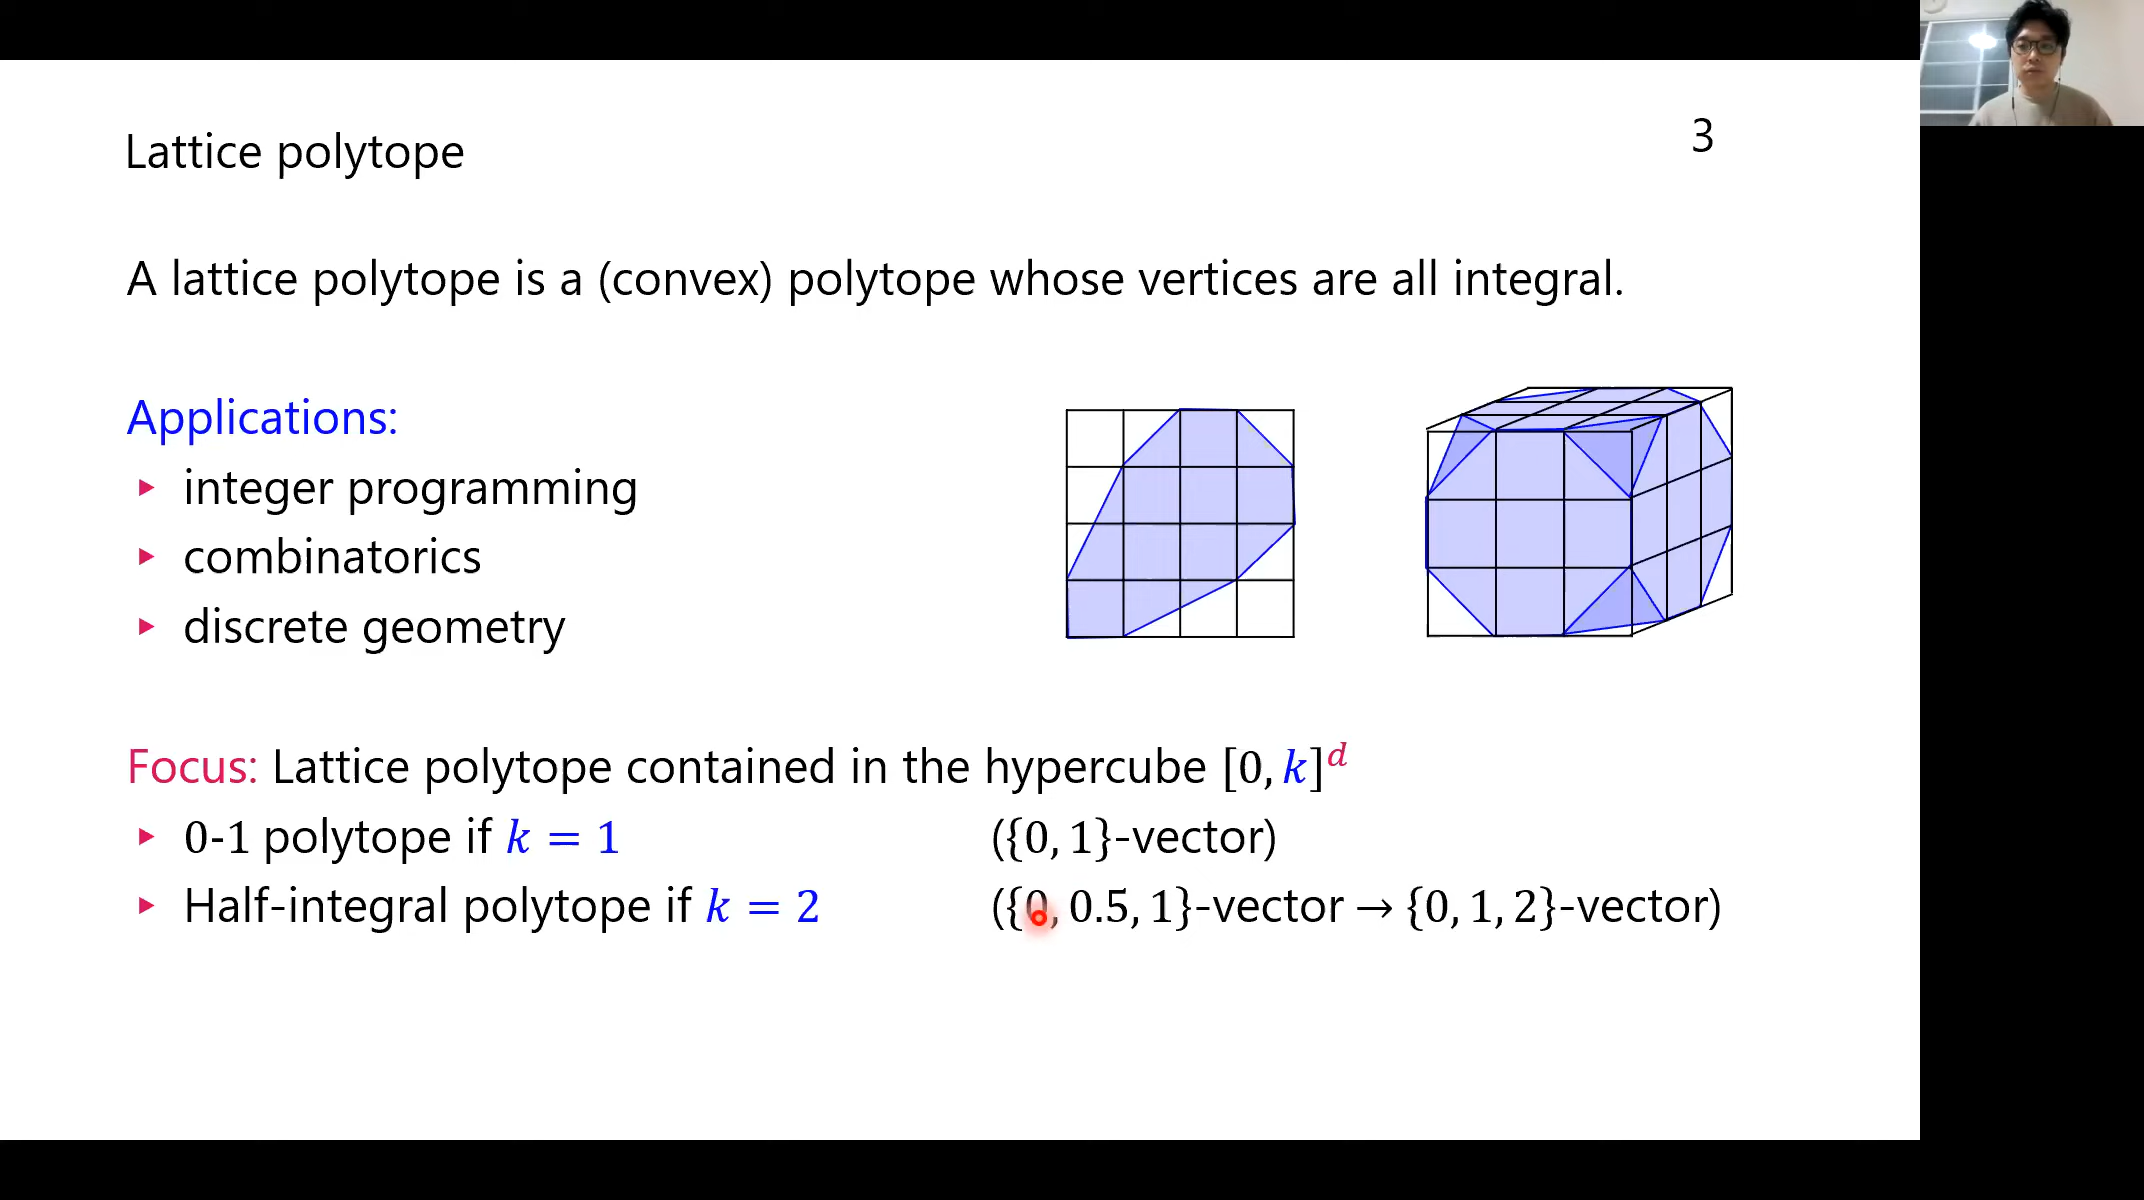 Lattice polytope
3
A lattice polytope is a (convex) polytope whose vertices are all integral.
Applications:
‣ integer programming
‣ combinatorics
‣ discrete geometry
Focus: Lattice polytope contained in the hypercube [0, k]^d
‣ 0-1 polytope if k = 1 ({0, 1}-vector)
‣ Half-integral polytope if k = 2 ({0, 0.5, 1}-vector → {0, 1, 2}-vector)